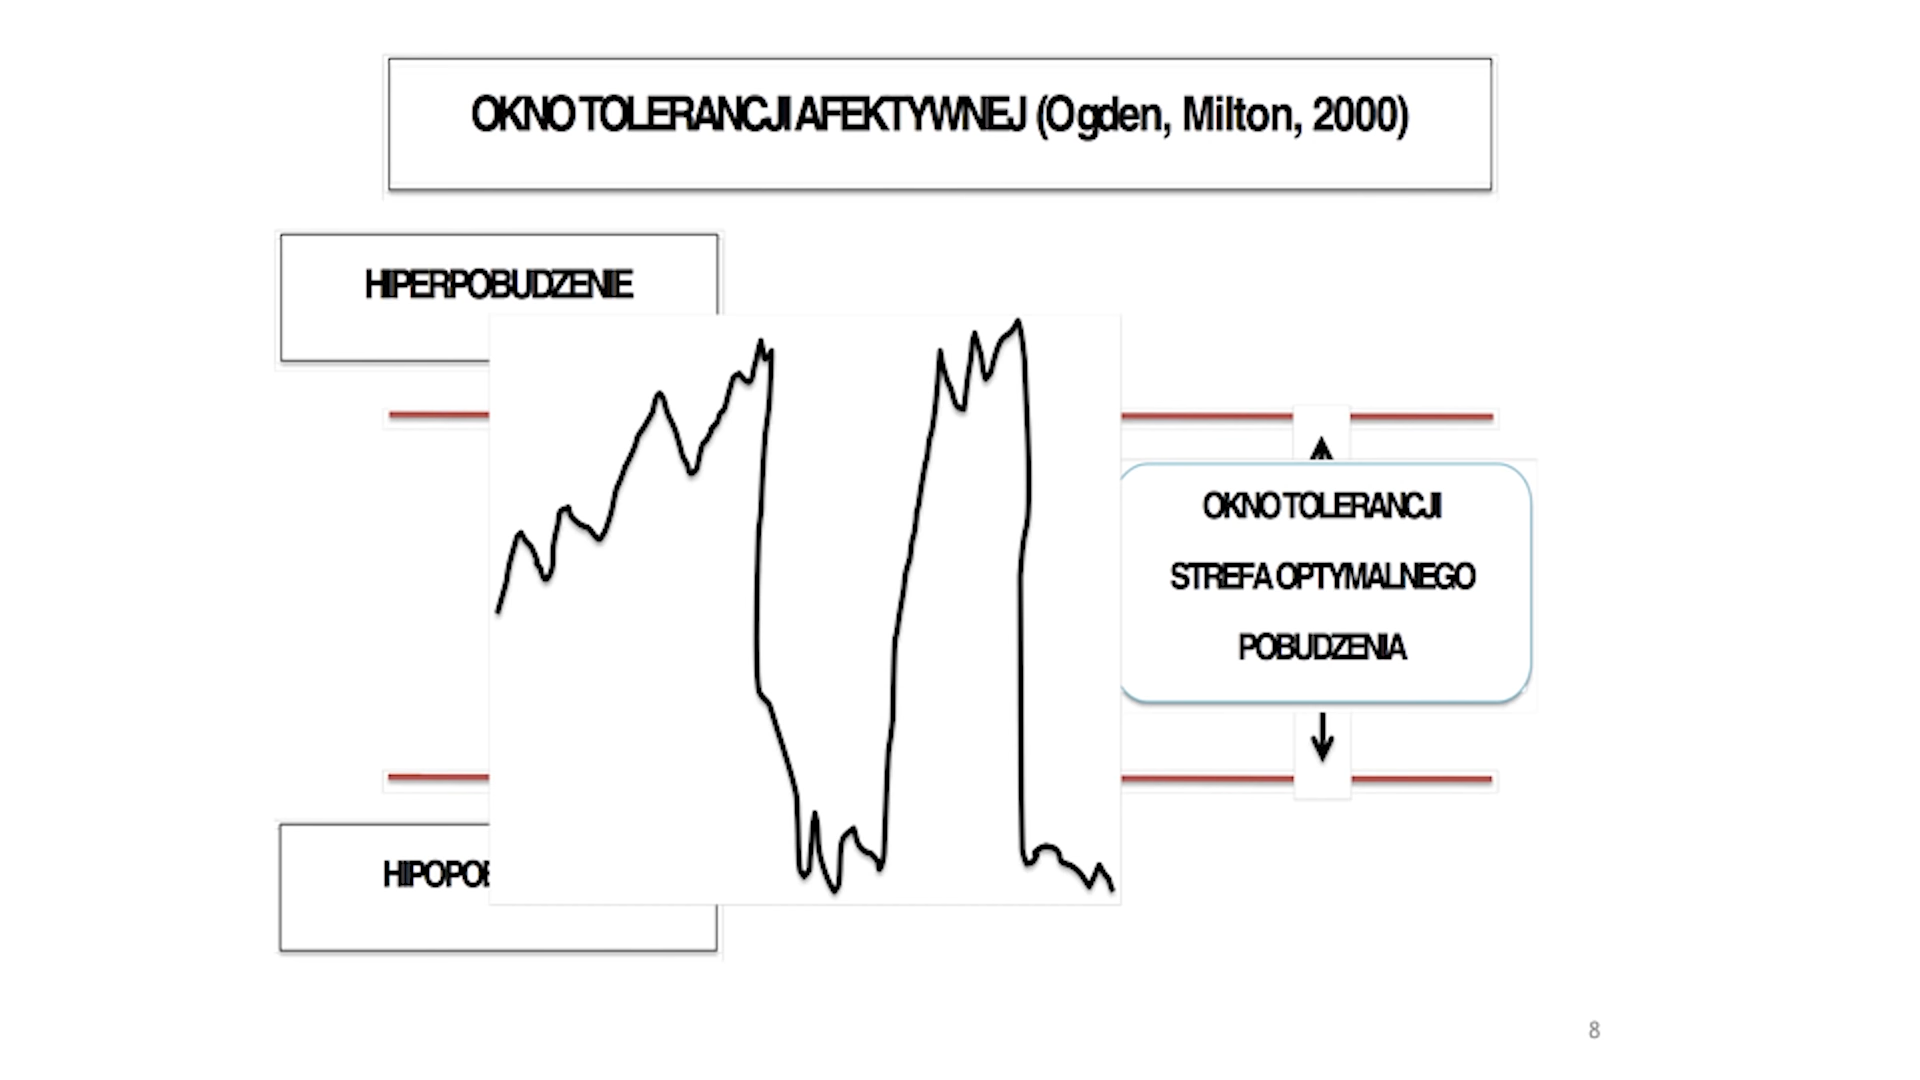 OKNO TOLERANCJI AFEKTYWNEJ (Ogden, Milton, 2000)
HIPERPOBUDZENIE
OKNO TOLERANCJI
STREFA OPTYMALNEGO
POBUDZENIA
8